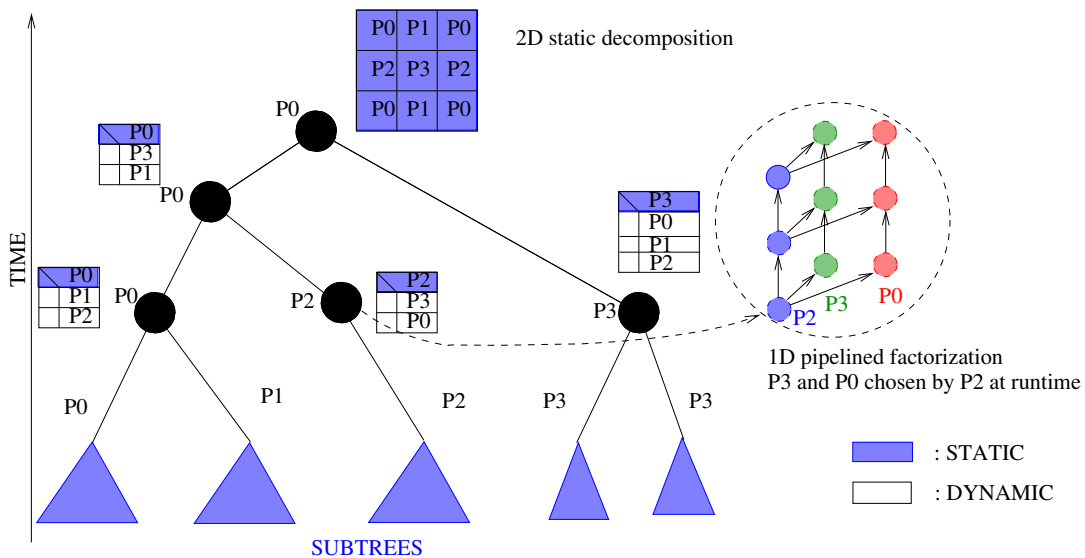 P0 P1 P0
2D static decomposition
P2 P3 P2
P0 P1 P0
P0
P0
P3
P1
P0
P3
P0
P1
P2
TIME
P0
P1
P2
P0
P2
P3
P0
P2
P3
P2
P3
P0
1D pipelined factorization
P3 and P0 chosen by P2 at runtime
P0
P1
P2
P3
P3
: STATIC
: DYNAMIC
SUBTREES